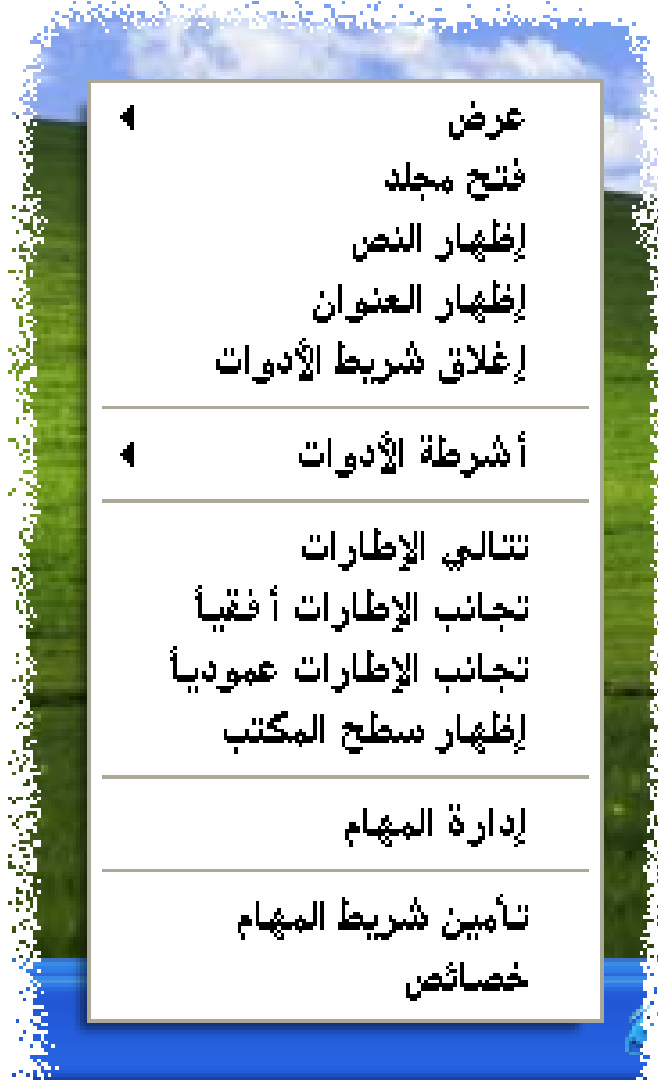 عرض
فتح مجلد
إظهار النص
إظهار العنوان
إغلاق شريط الأدوات
أشرطة الأدوات
تتالي الإطارات
تجانب الإطارات أفقياً
تجانب الإطارات عمودياً
إظهار سطح المكتب
إدارة المهام
تأمين شريط المهام
خصائص